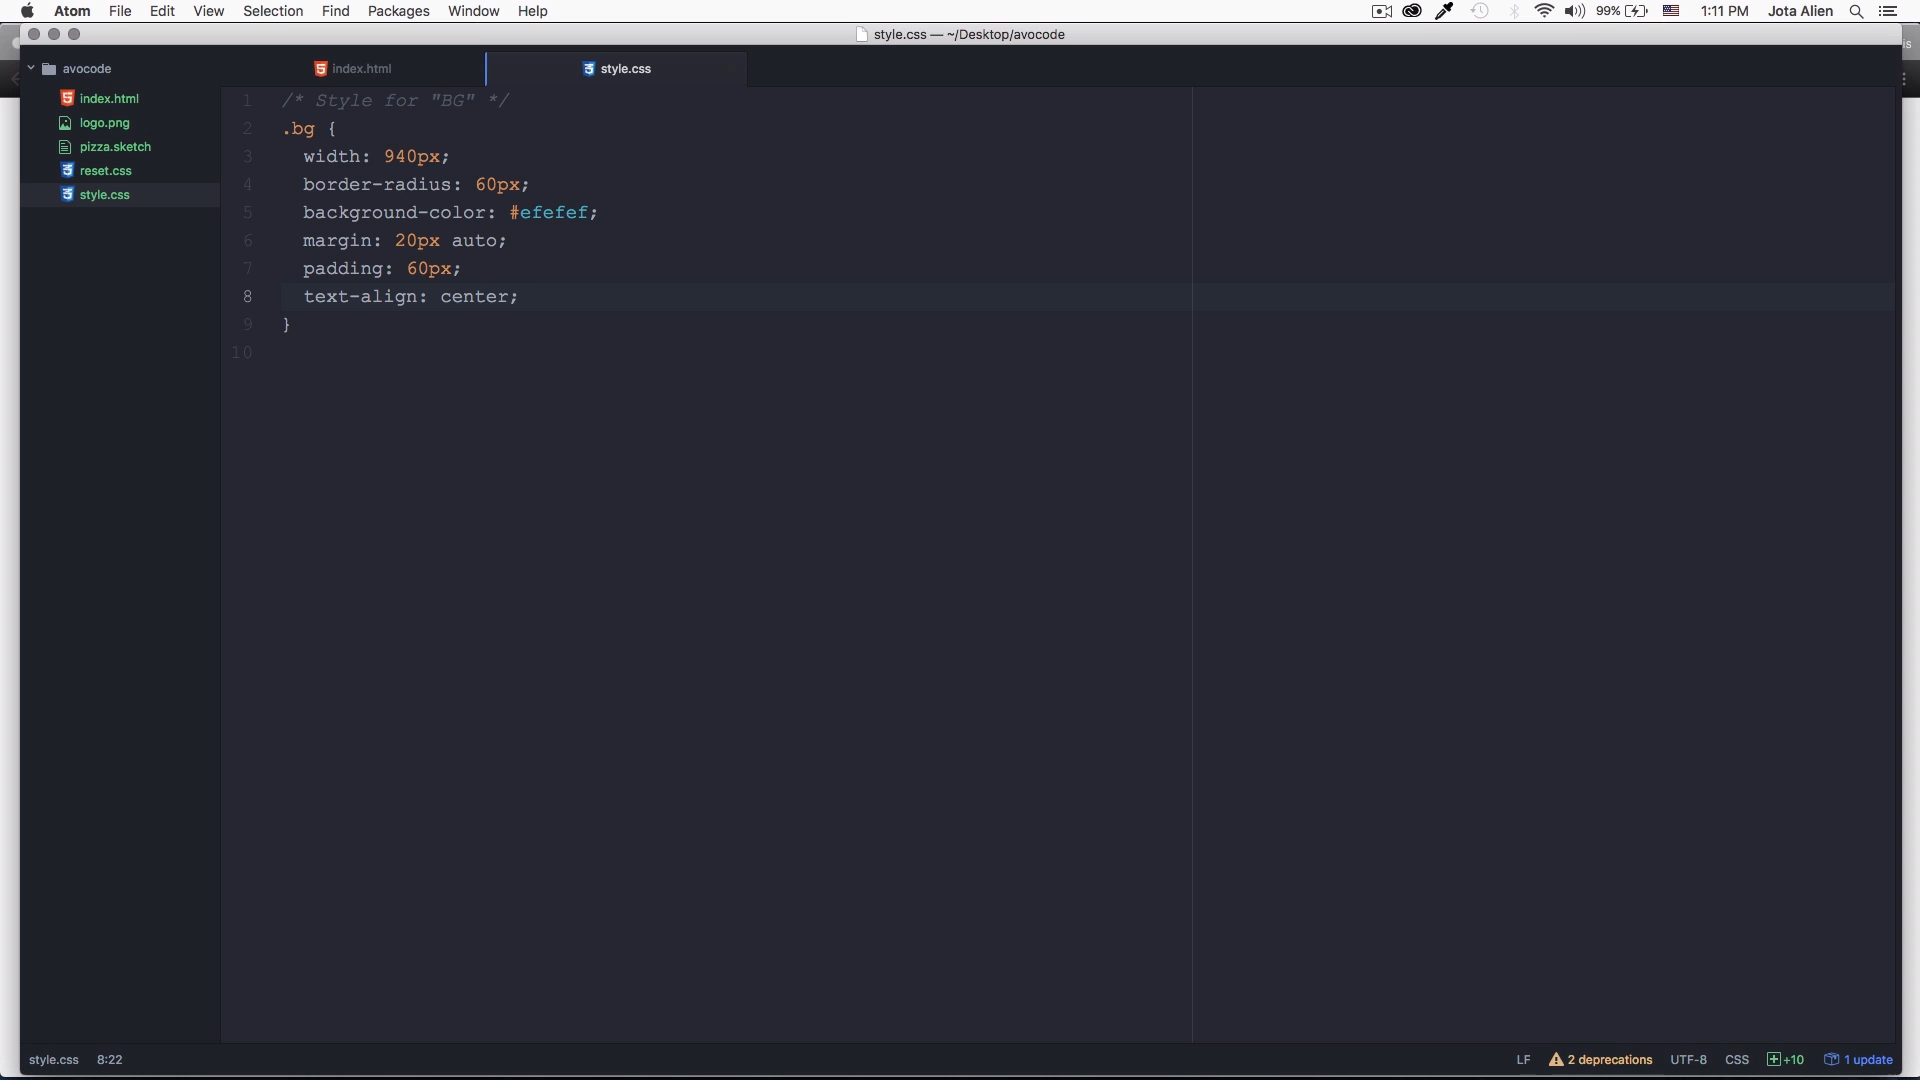 Atom File Edit View Selection Find Packages Window Help 99% 1:11 PM Jota Alien
style.css — ~/Desktop/avocode
is
avocode
index.html
logo.png
pizza.sketch
reset.css
style.css
index.html style.css
1 /* Style for "BG" */
2 .bg {
3 width: 940px;
4 border-radius: 60px;
5 background-color: #efefef;
6 margin: 20px auto;
7 padding: 60px;
8 text-align: center;
9 }
10
style.css 8:22 LF 2 deprecations UTF-8 CSS +10 1 update